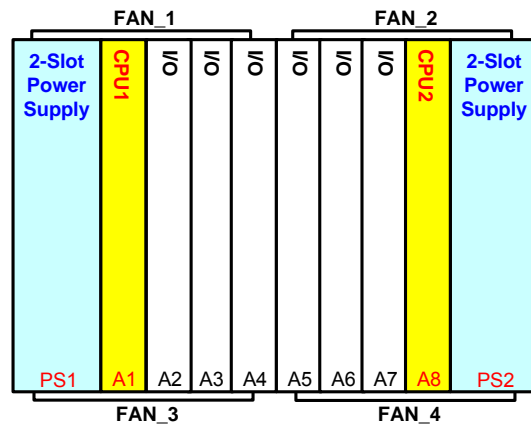 FAN_1 FAN_2
2-Slot Power Supply
CPU1
I/O
I/O
I/O
I/O
I/O
I/O
CPU2
2-Slot Power Supply
PS1 A1 A2 A3 A4 A5 A6 A7 A8 PS2
FAN_3 FAN_4